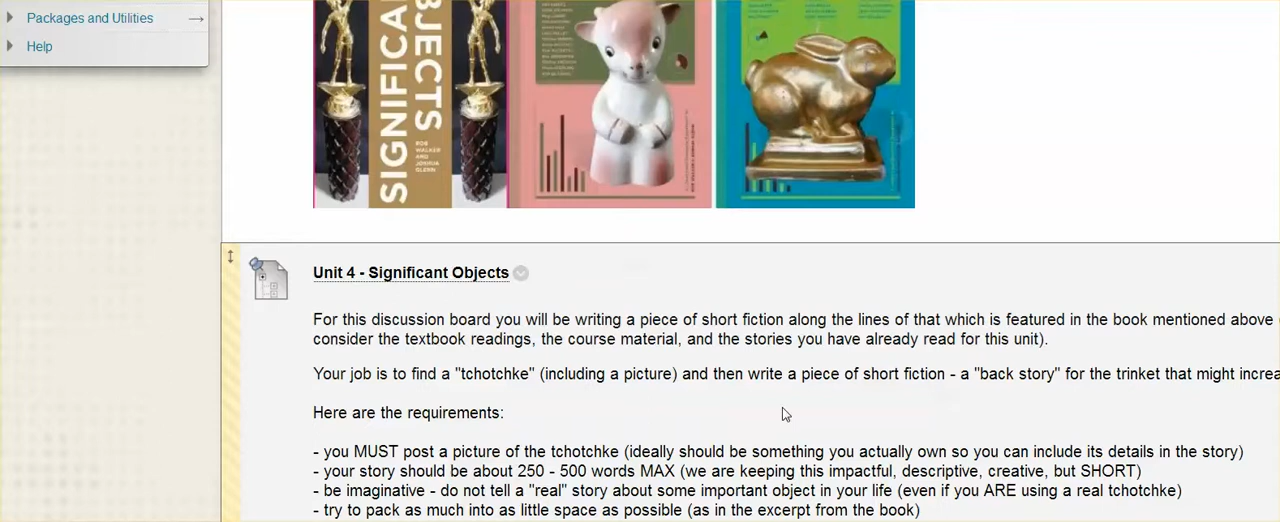 Packages and Utilities
Help
SIGNIFICA
BJECTS
ROB
WALKER
AND
JOSHUA
GLENN
Unit 4 - Significant Objects
For this discussion board you will be writing a piece of short fiction along the lines of that which is featured in the book mentioned above
consider the textbook readings, the course material, and the stories you have already read for this unit).
Your job is to find a "tchotchke" (including a picture) and then write a piece of short fiction - a "back story" for the trinket that might increa
Here are the requirements:
- you MUST post a picture of the tchotchke (ideally should be something you actually own so you can include its details in the story)
- your story should be about 250 - 500 words MAX (we are keeping this impactful, descriptive, creative, but SHORT)
- be imaginative - do not tell a "real" story about some important object in your life (even if you ARE using a real tchotchke)
- try to pack as much into as little space as possible (as in the excerpt from the book)